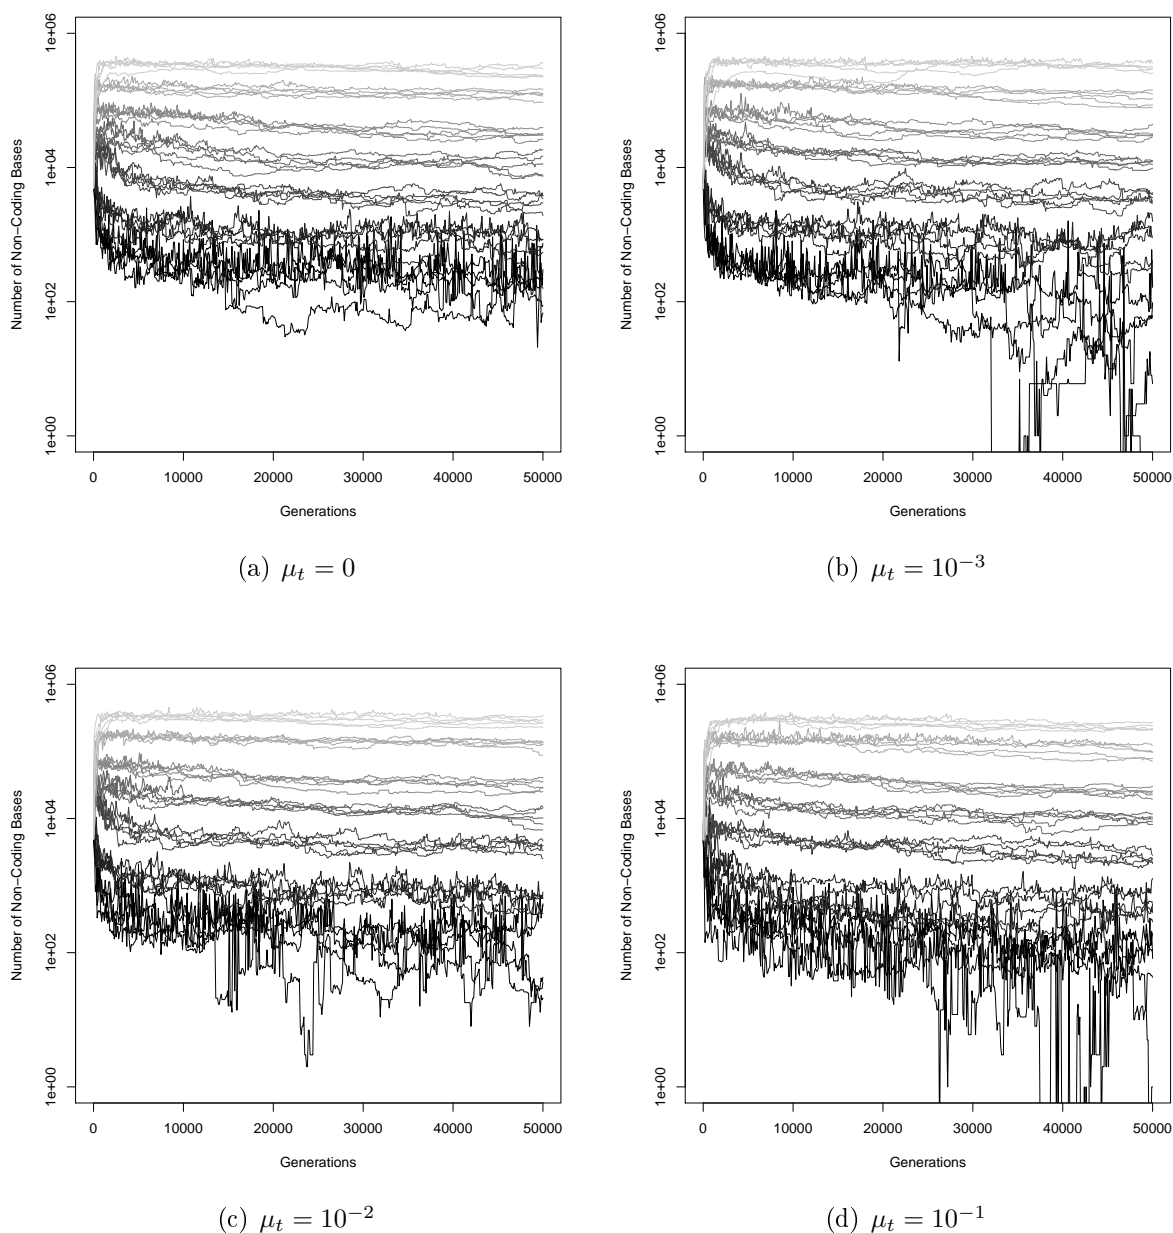 1e+06
1e+04
1e+02
1e+00
Number of Non−Coding Bases
0 10000 20000 30000 40000 50000
Generations
(a) μt = 0
1e+06
1e+04
1e+02
1e+00
Number of Non−Coding Bases
0 10000 20000 30000 40000 50000
Generations
(b) μt = 10−3
1e+06
1e+04
1e+02
1e+00
Number of Non−Coding Bases
0 10000 20000 30000 40000 50000
Generations
(c) μt = 10−2
1e+06
1e+04
1e+02
1e+00
Number of Non−Coding Bases
0 10000 20000 30000 40000 50000
Generations
(d) μt = 10−1